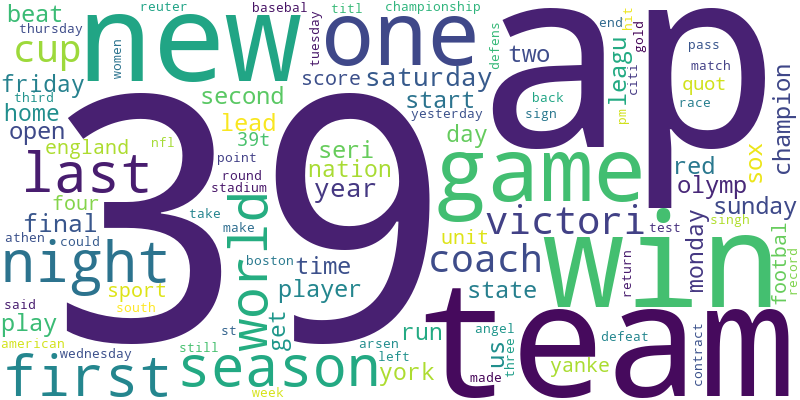 reuter
basebal
titl
championship
beat
new
one
ap
end
hit
thursday
cup
women
tuesday
defens
gold
pass
two
leagu
match
friday
score
saturday
citi
quot
third
second
start
pm
back
race
champion
home
39
lead
yesterday
sign
open
39t
day
england
nfl
seri
game
red
sox
last
point
nation
round
stadium
year
olymp
four
world
take
victori
sunday
final
make
unit
monday
singh
athen
could
night
boston
time
coach
win
test
footbal
sport
player
state
return
record
said
south
st
get
team
play
run
us
angel
defeat
contract
american
wednesday
still
arsen
left
three
yanke
first
season
york
week
made